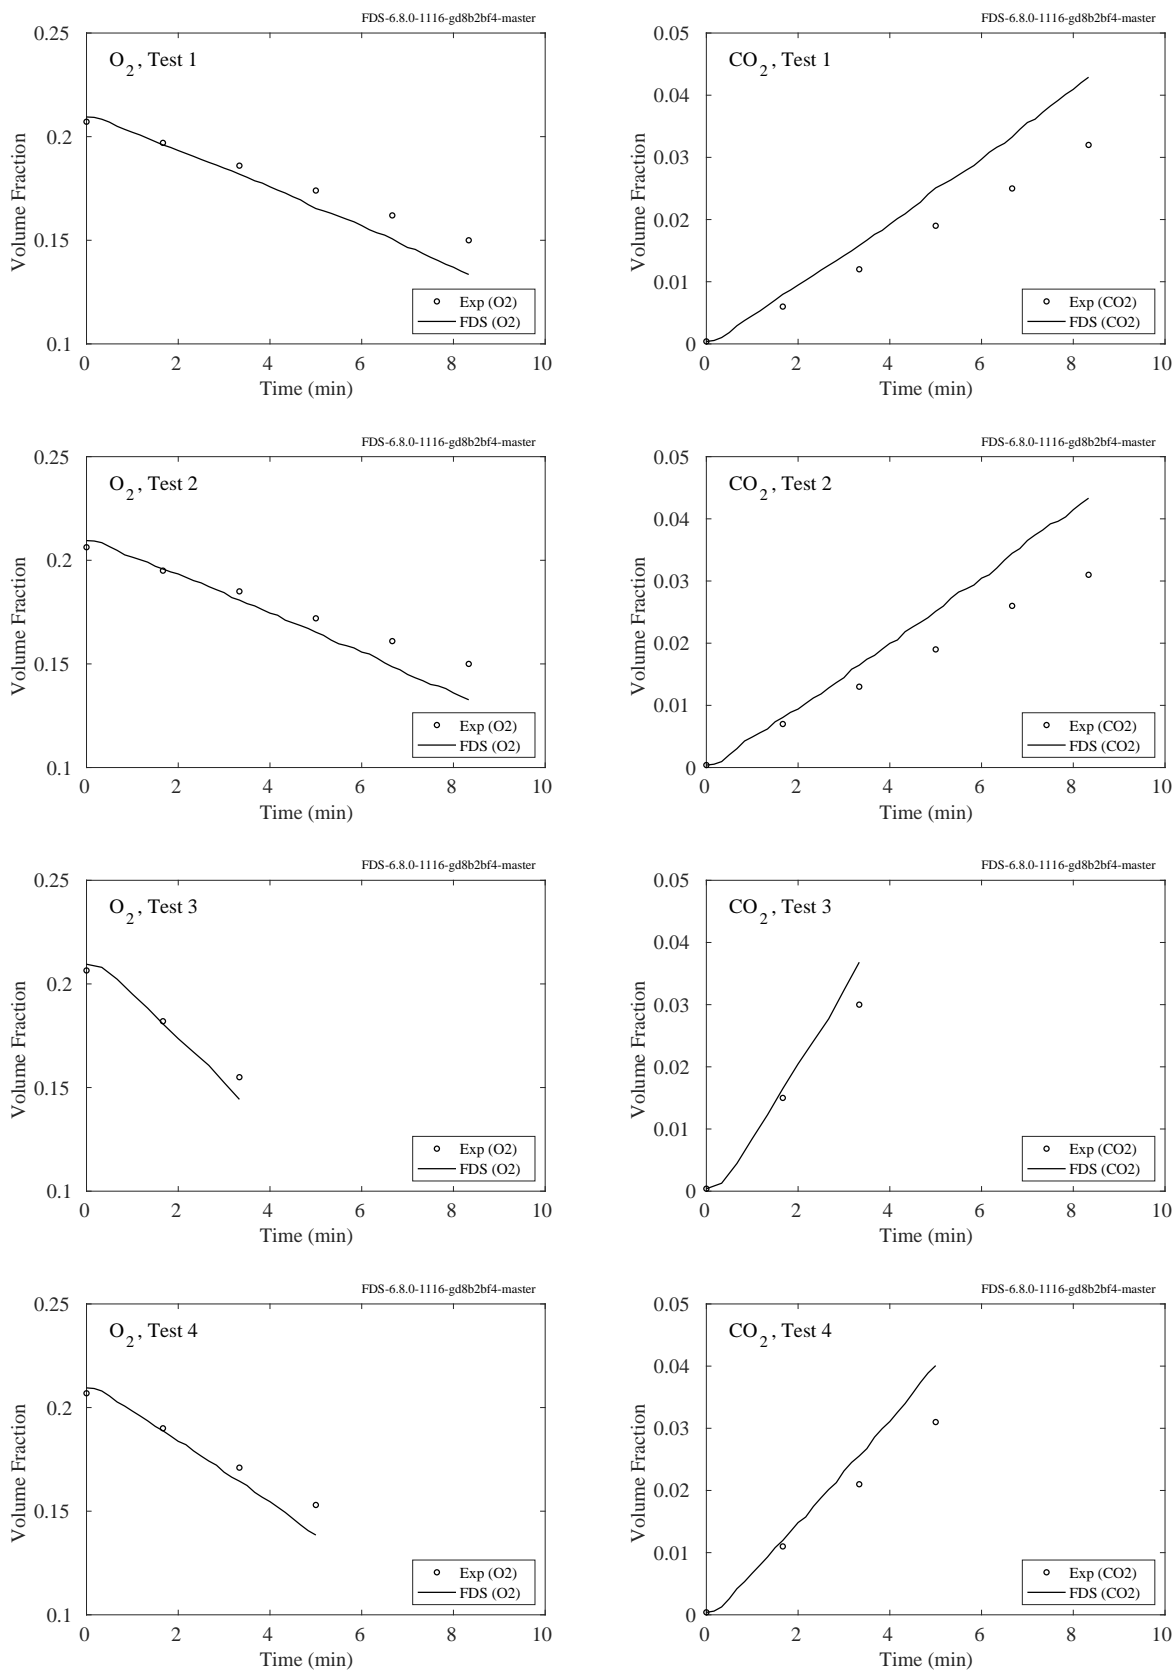 FDS-6.8.0-1116-gd8b2bf4-master
O2, Test 1
Volume Fraction
0.25
0.2
0.15
0.1
Exp (O2)
FDS (O2)
0 2 4 6 8 10
Time (min)
FDS-6.8.0-1116-gd8b2bf4-master
CO2, Test 1
Volume Fraction
0.05
0.04
0.03
0.02
0.01
0
Exp (CO2)
FDS (CO2)
0 2 4 6 8 10
Time (min)
FDS-6.8.0-1116-gd8b2bf4-master
O2, Test 2
Volume Fraction
0.25
0.2
0.15
0.1
Exp (O2)
FDS (O2)
0 2 4 6 8 10
Time (min)
FDS-6.8.0-1116-gd8b2bf4-master
CO2, Test 2
Volume Fraction
0.05
0.04
0.03
0.02
0.01
0
Exp (CO2)
FDS (CO2)
0 2 4 6 8 10
Time (min)
FDS-6.8.0-1116-gd8b2bf4-master
O2, Test 3
Volume Fraction
0.25
0.2
0.15
0.1
Exp (O2)
FDS (O2)
0 2 4 6 8 10
Time (min)
FDS-6.8.0-1116-gd8b2bf4-master
CO2, Test 3
Volume Fraction
0.05
0.04
0.03
0.02
0.01
0
Exp (CO2)
FDS (CO2)
0 2 4 6 8 10
Time (min)
FDS-6.8.0-1116-gd8b2bf4-master
O2, Test 4
Volume Fraction
0.25
0.2
0.15
0.1
Exp (O2)
FDS (O2)
0 2 4 6 8 10
Time (min)
FDS-6.8.0-1116-gd8b2bf4-master
CO2, Test 4
Volume Fraction
0.05
0.04
0.03
0.02
0.01
0
Exp (CO2)
FDS (CO2)
0 2 4 6 8 10
Time (min)